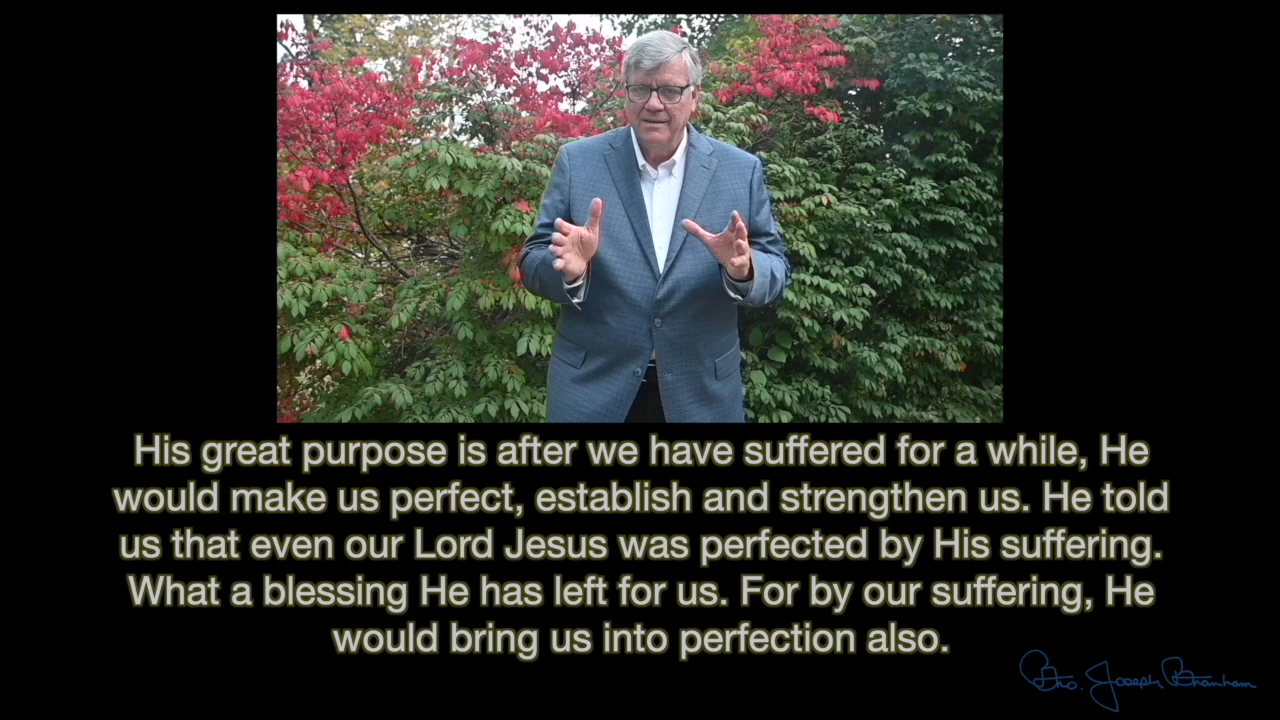 His great purpose is after we have suffered for a while, He
would make us perfect, establish and strengthen us. He told
us that even our Lord Jesus was perfected by His suffering.
What a blessing He has left for us. For by our suffering, He
would bring us into perfection also.
Bro. Joseph Branham